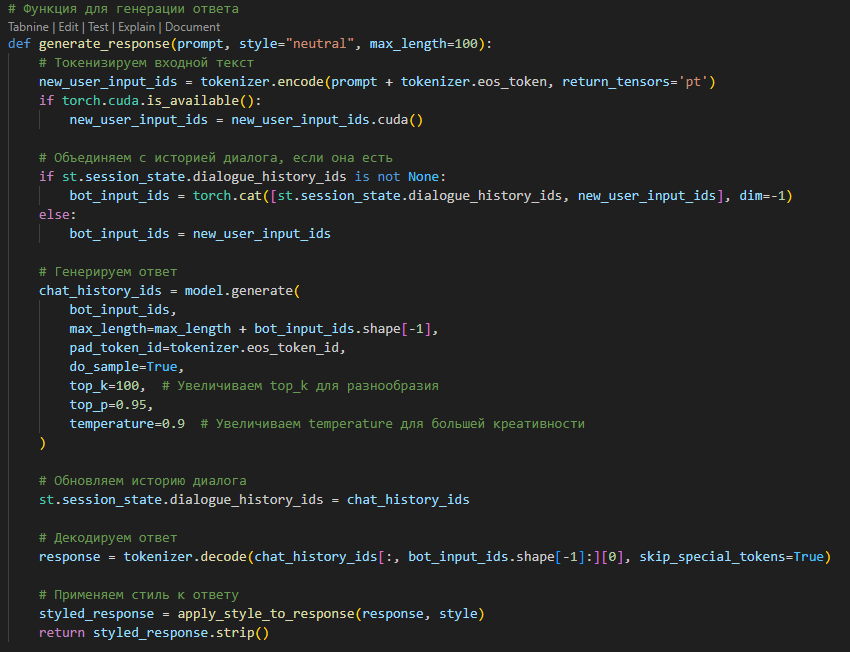 # Функция для генерации ответа
Tabnine | Edit | Test | Explain | Document
def generate_response(prompt, style="neutral", max_length=100):
    # Токенизируем входной текст
    new_user_input_ids = tokenizer.encode(prompt + tokenizer.eos_token, return_tensors='pt')
    if torch.cuda.is_available():
        new_user_input_ids = new_user_input_ids.cuda()

    # Объединяем с историей диалога, если она есть
    if st.session_state.dialogue_history_ids is not None:
        bot_input_ids = torch.cat([st.session_state.dialogue_history_ids, new_user_input_ids], dim=-1)
    else:
        bot_input_ids = new_user_input_ids

    # Генерируем ответ
    chat_history_ids = model.generate(
        bot_input_ids,
        max_length=max_length + bot_input_ids.shape[-1],
        pad_token_id=tokenizer.eos_token_id,
        do_sample=True,
        top_k=100,  # Увеличиваем top_k для разнообразия
        top_p=0.95,
        temperature=0.9  # Увеличиваем temperature для большей креативности
    )

    # Обновляем историю диалога
    st.session_state.dialogue_history_ids = chat_history_ids

    # Декодируем ответ
    response = tokenizer.decode(chat_history_ids[:, bot_input_ids.shape[-1]:][0], skip_special_tokens=True)

    # Применяем стиль к ответу
    styled_response = apply_style_to_response(response, style)
    return styled_response.strip()